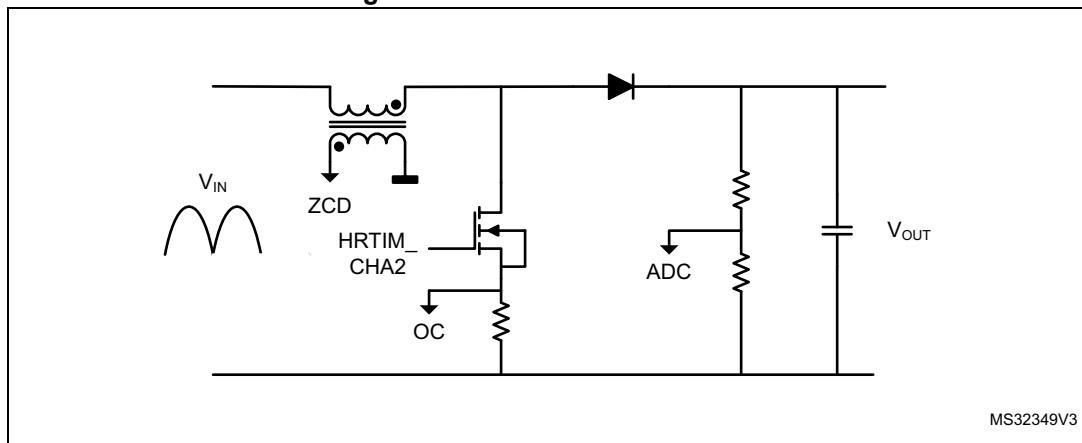 V_IN
ZCD
HRTIM_
CHA2
OC
ADC
V_OUT
MS32349V3